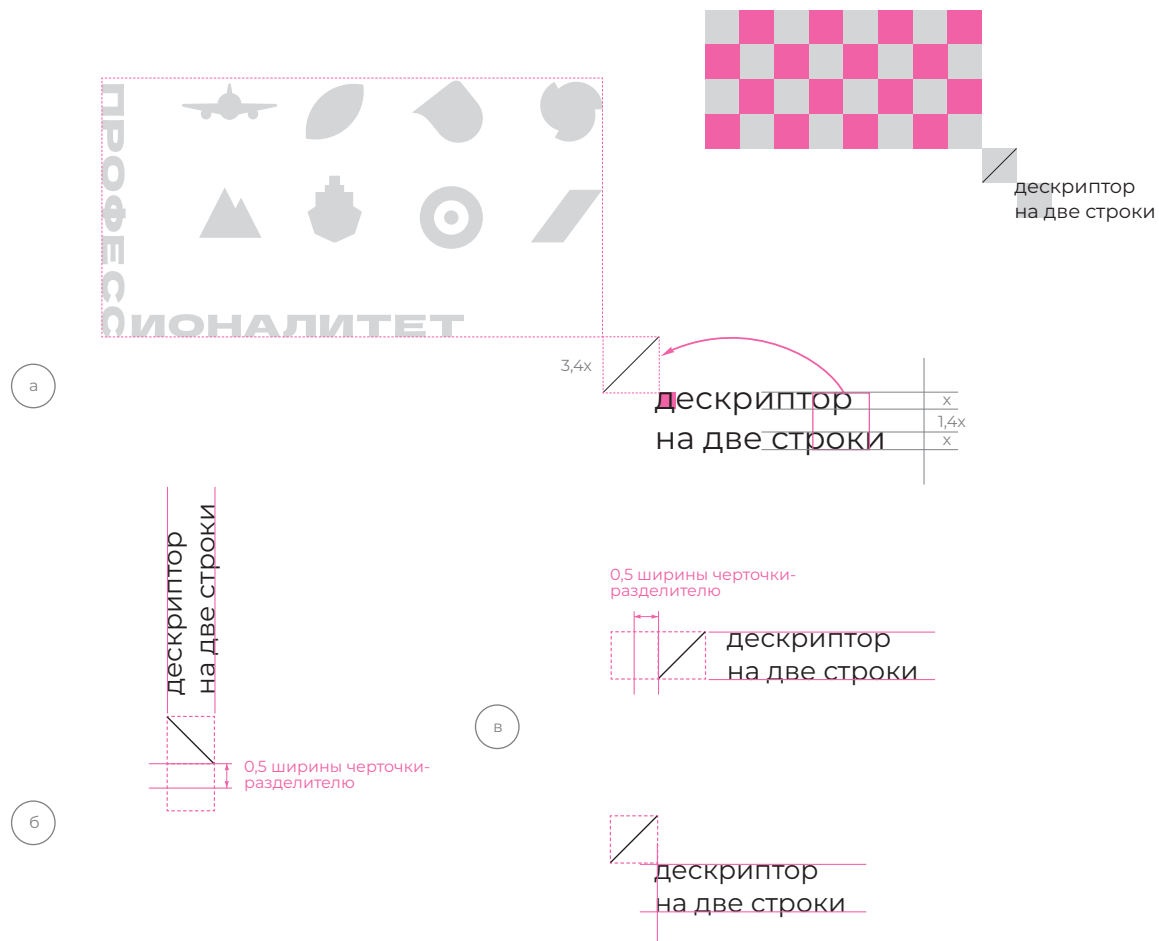 дескриптор
на две строки
ПРОФЕСС
ИОНАЛИТЕТ
3,4x
а
дескриптор
на две строки
x
1,4x
x
дескриптор
на две строки
0,5 ширины черточки-
разделителю
б
0,5 ширины черточки-
разделителю
дескриптор
на две строки
в
дескриптор
на две строки